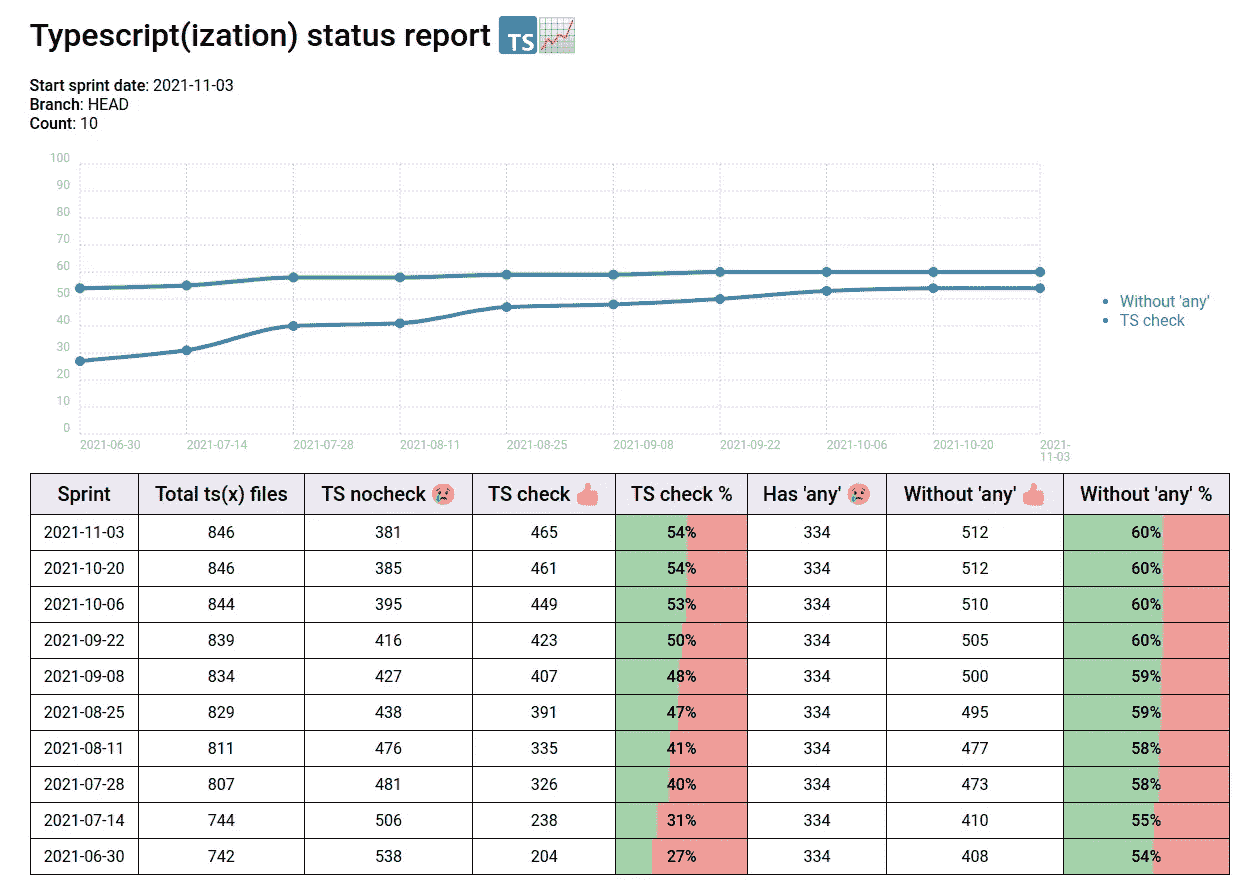 Typescript(ization) status report TS
Start sprint date: 2021-11-03
Branch: HEAD
Count: 10
100
90
80
70
60
50
40
30
20
10
0
2021-06-30 2021-07-14 2021-07-28 2021-08-11 2021-08-25 2021-09-08 2021-09-22 2021-10-06 2021-10-20 2021-
11-03
Without 'any'
TS check
Sprint Total ts(x) files TS nocheck 😢 TS check 👍 TS check % Has 'any' 😢 Without 'any' 👍 Without 'any' %
2021-11-03 846 381 465 54% 334 512 60%
2021-10-20 846 385 461 54% 334 512 60%
2021-10-06 844 395 449 53% 334 510 60%
2021-09-22 839 416 423 50% 334 505 60%
2021-09-08 834 427 407 48% 334 500 59%
2021-08-25 829 438 391 47% 334 495 59%
2021-08-11 811 476 335 41% 334 477 58%
2021-07-28 807 481 326 40% 334 473 58%
2021-07-14 744 506 238 31% 334 410 55%
2021-06-30 742 538 204 27% 334 408 54%